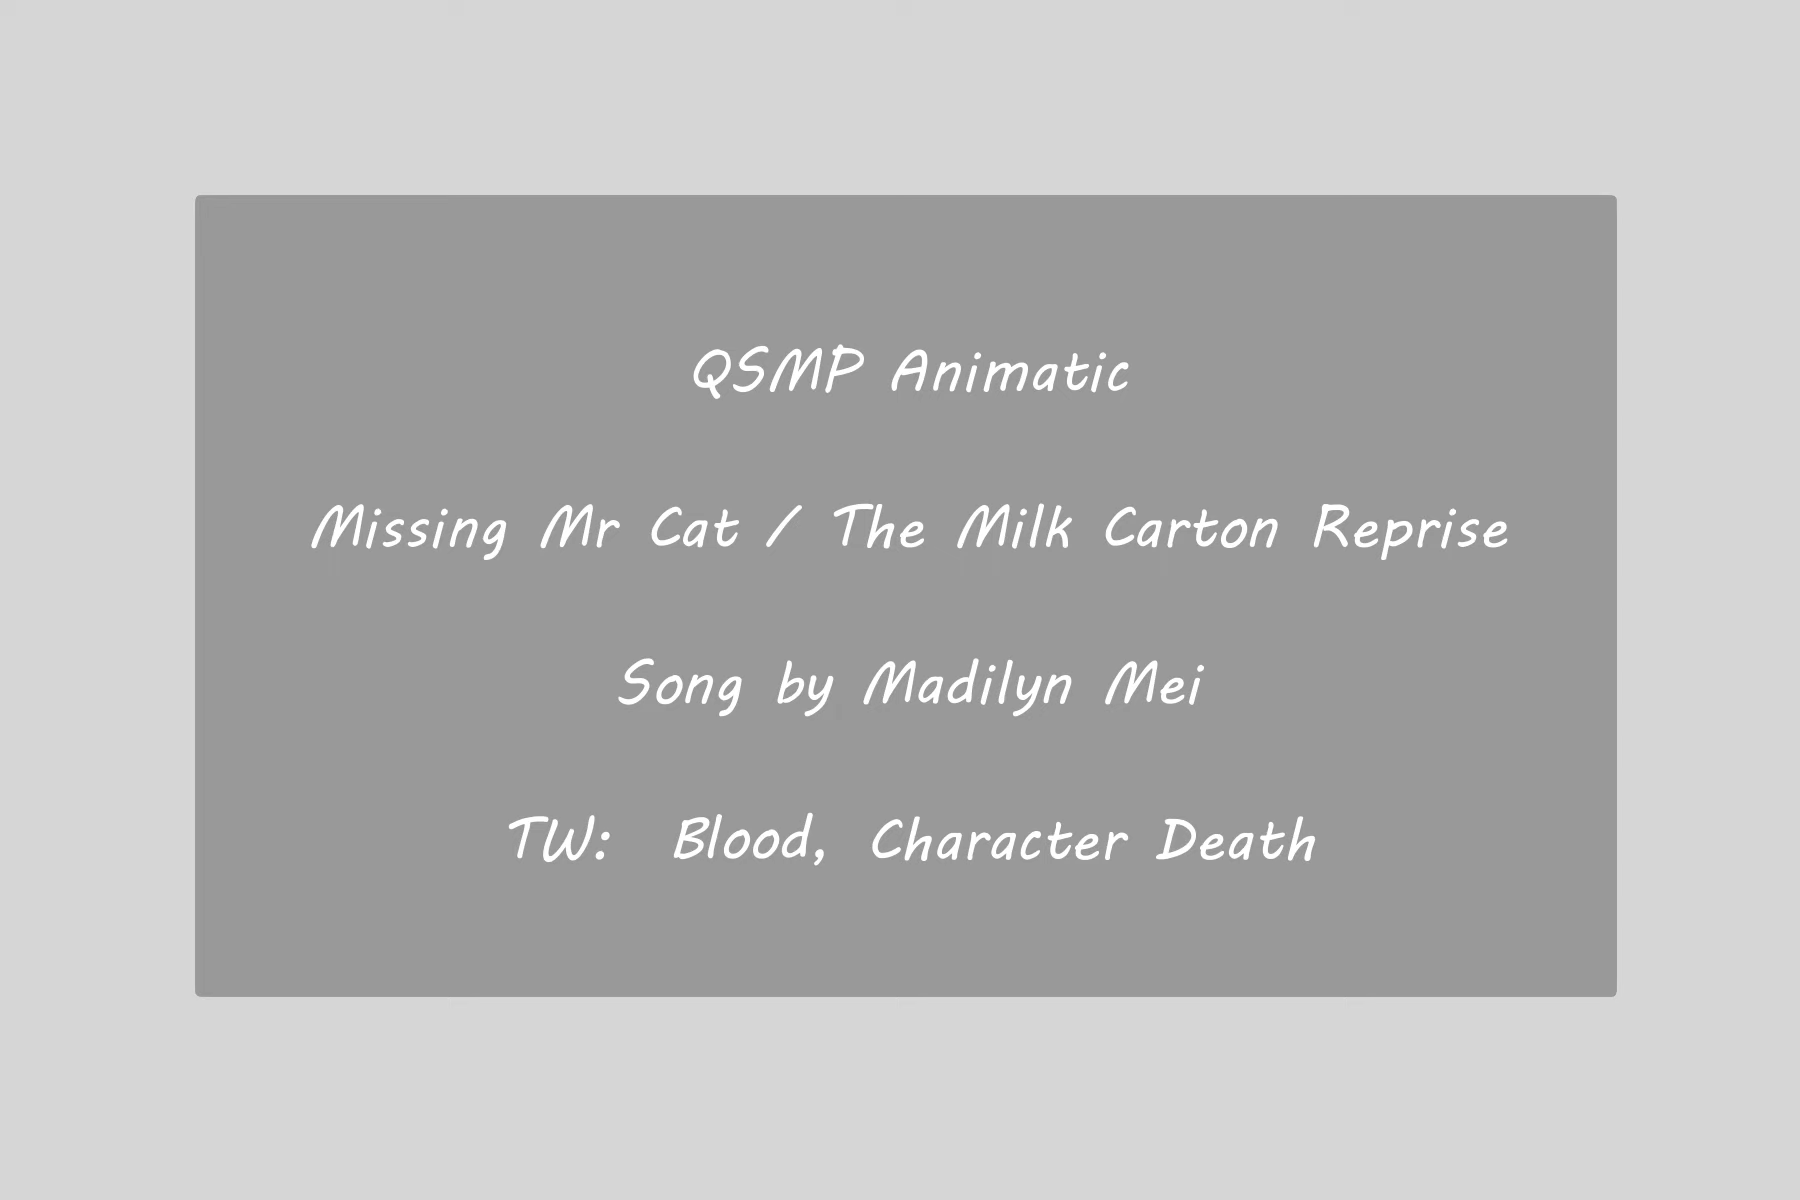 QSMP Animatic
Missing Mr Cat / The Milk Carton Reprise
Song by Madilyn Mei
TW: Blood, Character Death